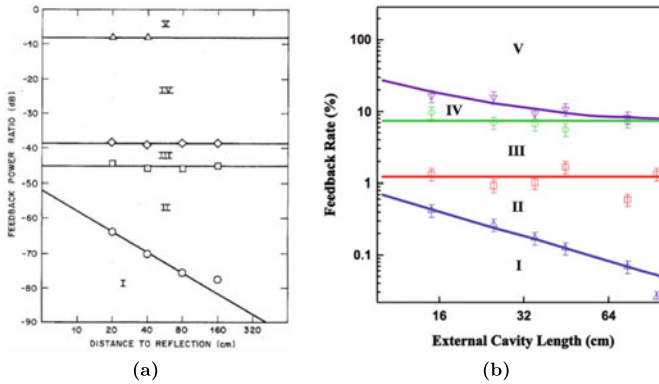 0
-10
-20
-30
-40
-50
-60
-70
-80
-90
FEEDBACK POWER RATIO (dB)
V
IV
III
II
I
10 20 40 80 160 320
DISTANCE TO REFLECTION (cm)
(a)
100
10
1
0.1
Feedback Rate (%)
V
IV
III
II
I
16 32 64
External Cavity Length (cm)
(b)